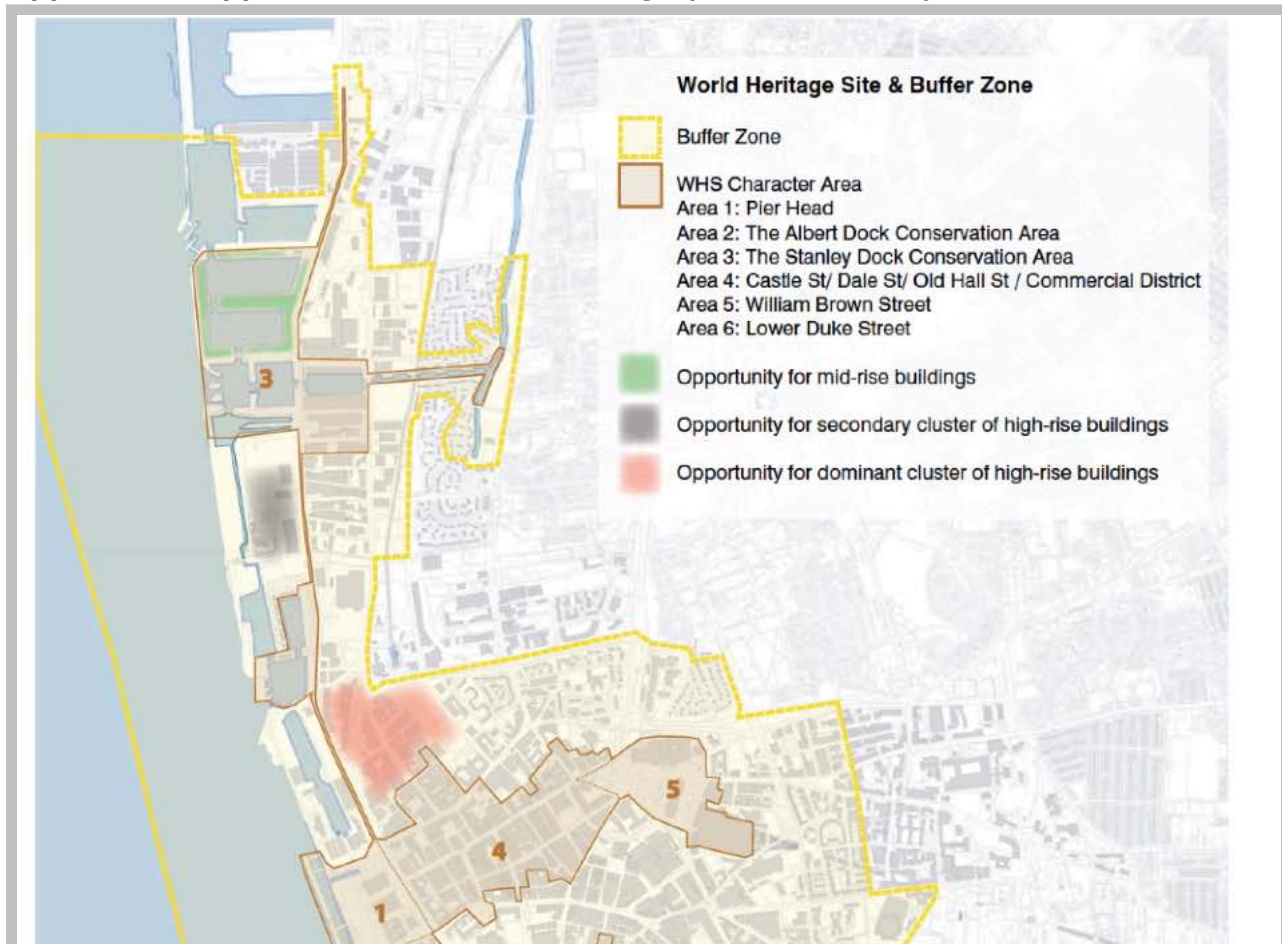 World Heritage Site & Buffer Zone
Buffer Zone
WHS Character Area
Area 1: Pier Head
Area 2: The Albert Dock Conservation Area
Area 3: The Stanley Dock Conservation Area
Area 4: Castle St/ Dale St/ Old Hall St / Commercial District
Area 5: William Brown Street
Area 6: Lower Duke Street
Opportunity for mid-rise buildings
Opportunity for secondary cluster of high-rise buildings
Opportunity for dominant cluster of high-rise buildings
3
5
4
1